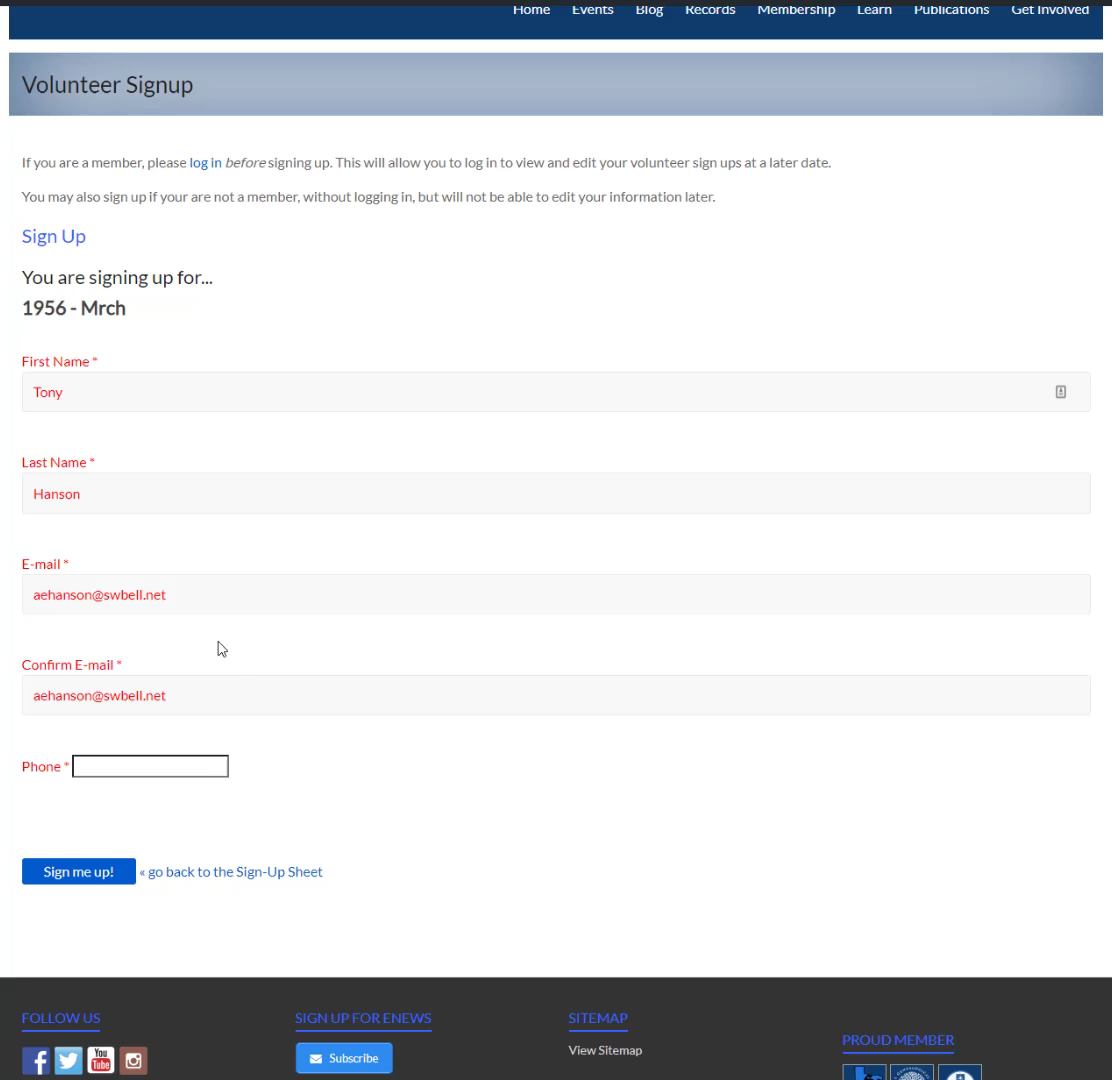 Home Events Blog Records Membership Learn Publications Get Involved
Volunteer Signup
If you are a member, please log in before signing up. This will allow you to log in to view and edit your volunteer sign ups at a later date.
You may also sign up if your are not a member, without logging in, but will not be able to edit your information later.
Sign Up
You are signing up for...
1956 - Mrch
First Name *
Tony
Last Name *
Hanson
E-mail *
aehanson@swbell.net
Confirm E-mail *
aehanson@swbell.net
Phone *
Sign me up! « go back to the Sign-Up Sheet
FOLLOW US SIGN UP FOR ENEWS SITEMAP
PROUD MEMBER
You Tube Subscribe View Sitemap